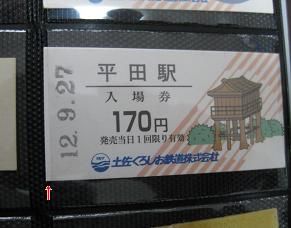 12.9.27
平田駅
入場券
170円
発売当日1回限り有効
土佐くろしお鉄道株式会社